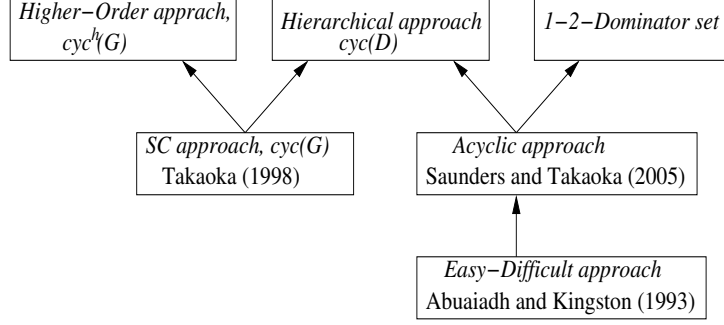 Higher-Order apprach,
cyc^h(G)
Hierarchical approach
cyc(D)
1-2-Dominator set
SC approach, cyc(G)
Takaoka (1998)
Acyclic approach
Saunders and Takaoka (2005)
Easy-Difficult approach
Abuaiadh and Kingston (1993)